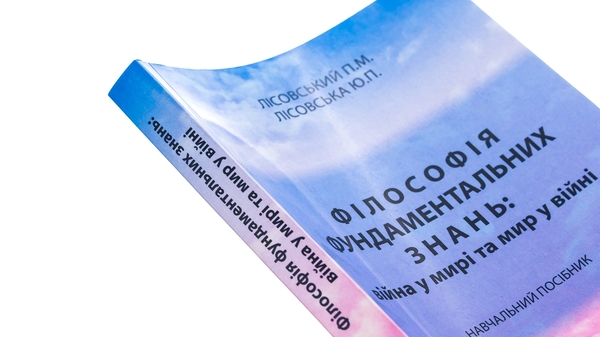 ЛІСОВСЬКИЙ П.М.
ЛІСОВСЬКА Ю.П.
ФІЛОСОФІЯ
ФУНДАМЕНТАЛЬНИХ
ЗНАНЬ:
війна у мирі та мир у війні
НАВЧАЛЬНИЙ ПОСІБНИК
Філософія фундаментальних знань:
війна у мирі та мир у війні